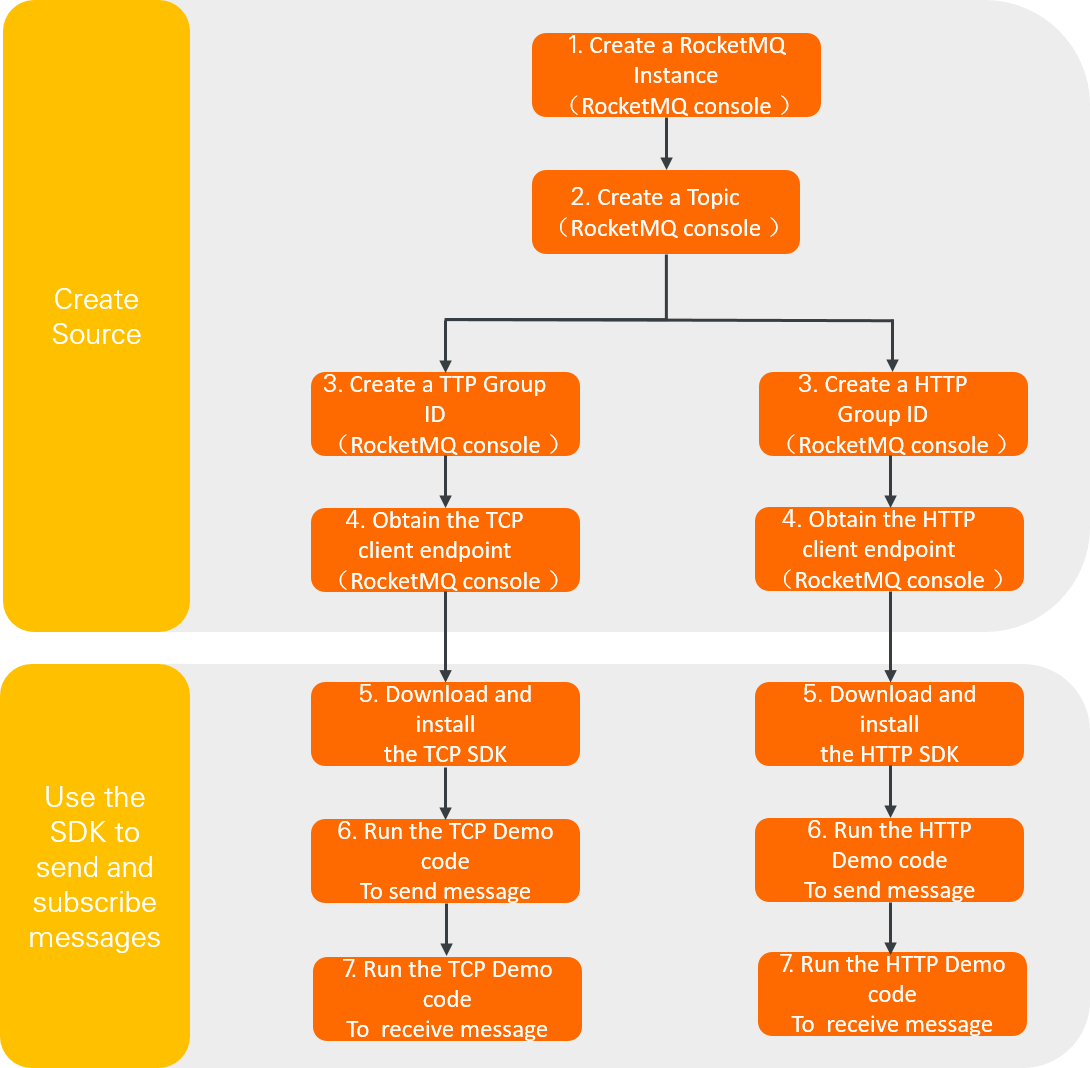 Create
Source
1. Create a RocketMQ
Instance
（RocketMQ console ）
2. Create a Topic
（RocketMQ console ）
3. Create a TTP Group
ID
（RocketMQ console ）
3. Create a HTTP
Group ID
（RocketMQ console ）
4. Obtain the TCP
client endpoint
（RocketMQ console ）
4. Obtain the HTTP
client endpoint
（RocketMQ console ）
Use the
SDK to
send and
subscribe
messages
5. Download and
install
the TCP SDK
5. Download and
install
the HTTP SDK
6. Run the TCP Demo
code
To send message
6. Run the HTTP
Demo code
To send message
7. Run the TCP Demo
code
To  receive message
7. Run the HTTP Demo
code
To  receive message